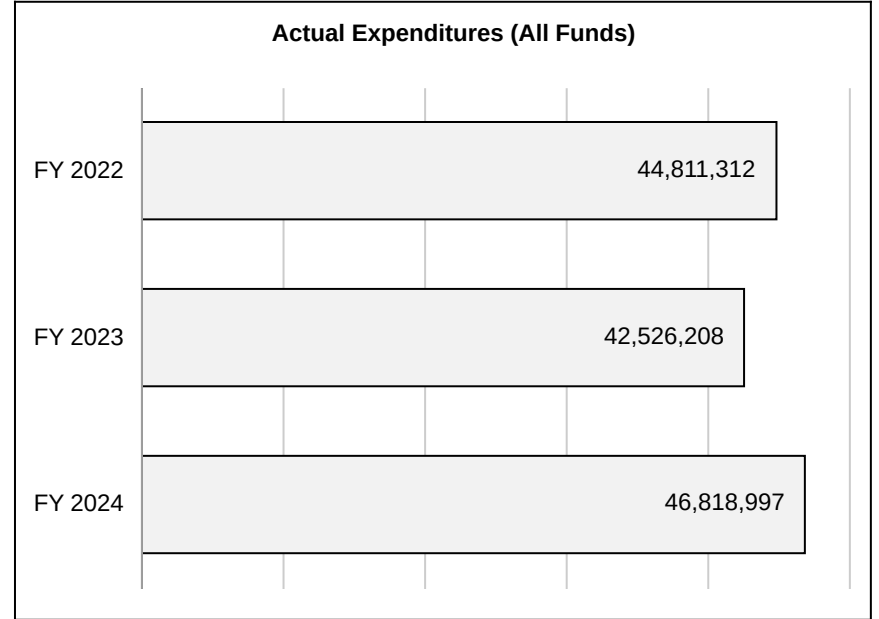 Actual Expenditures (All Funds)
FY 2022
44,811,312
FY 2023
42,526,208
FY 2024
46,818,997